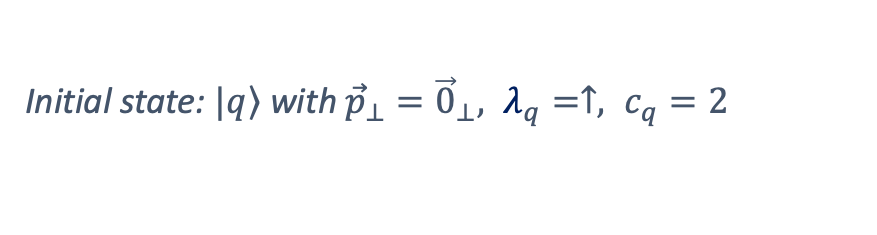 Initial state: |q⟩ with p⃗⊥ = 0⃗⊥, λq =↑, cq = 2